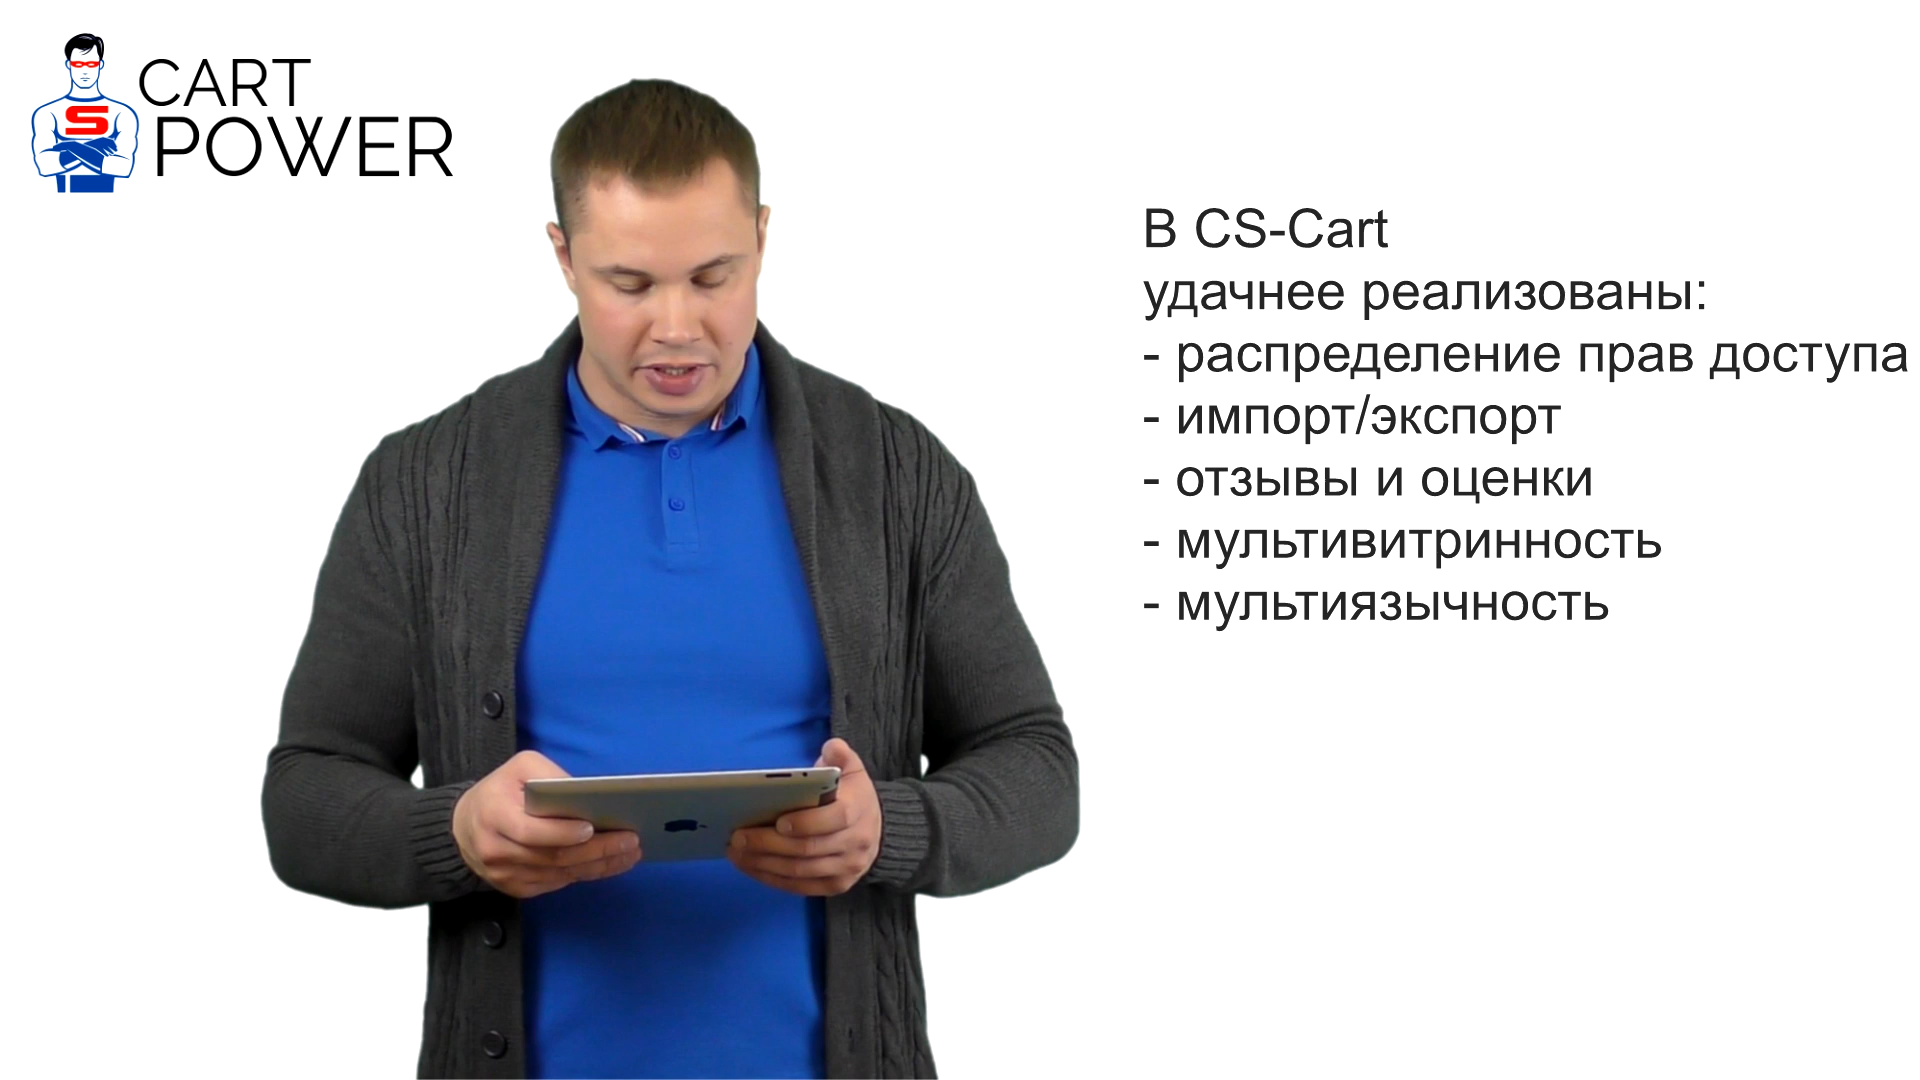 CART
POWER
S
В CS-Cart
удачнее реализованы:
- распределение прав доступа
- импорт/экспорт
- отзывы и оценки
- мультивитринность
- мультиязычность